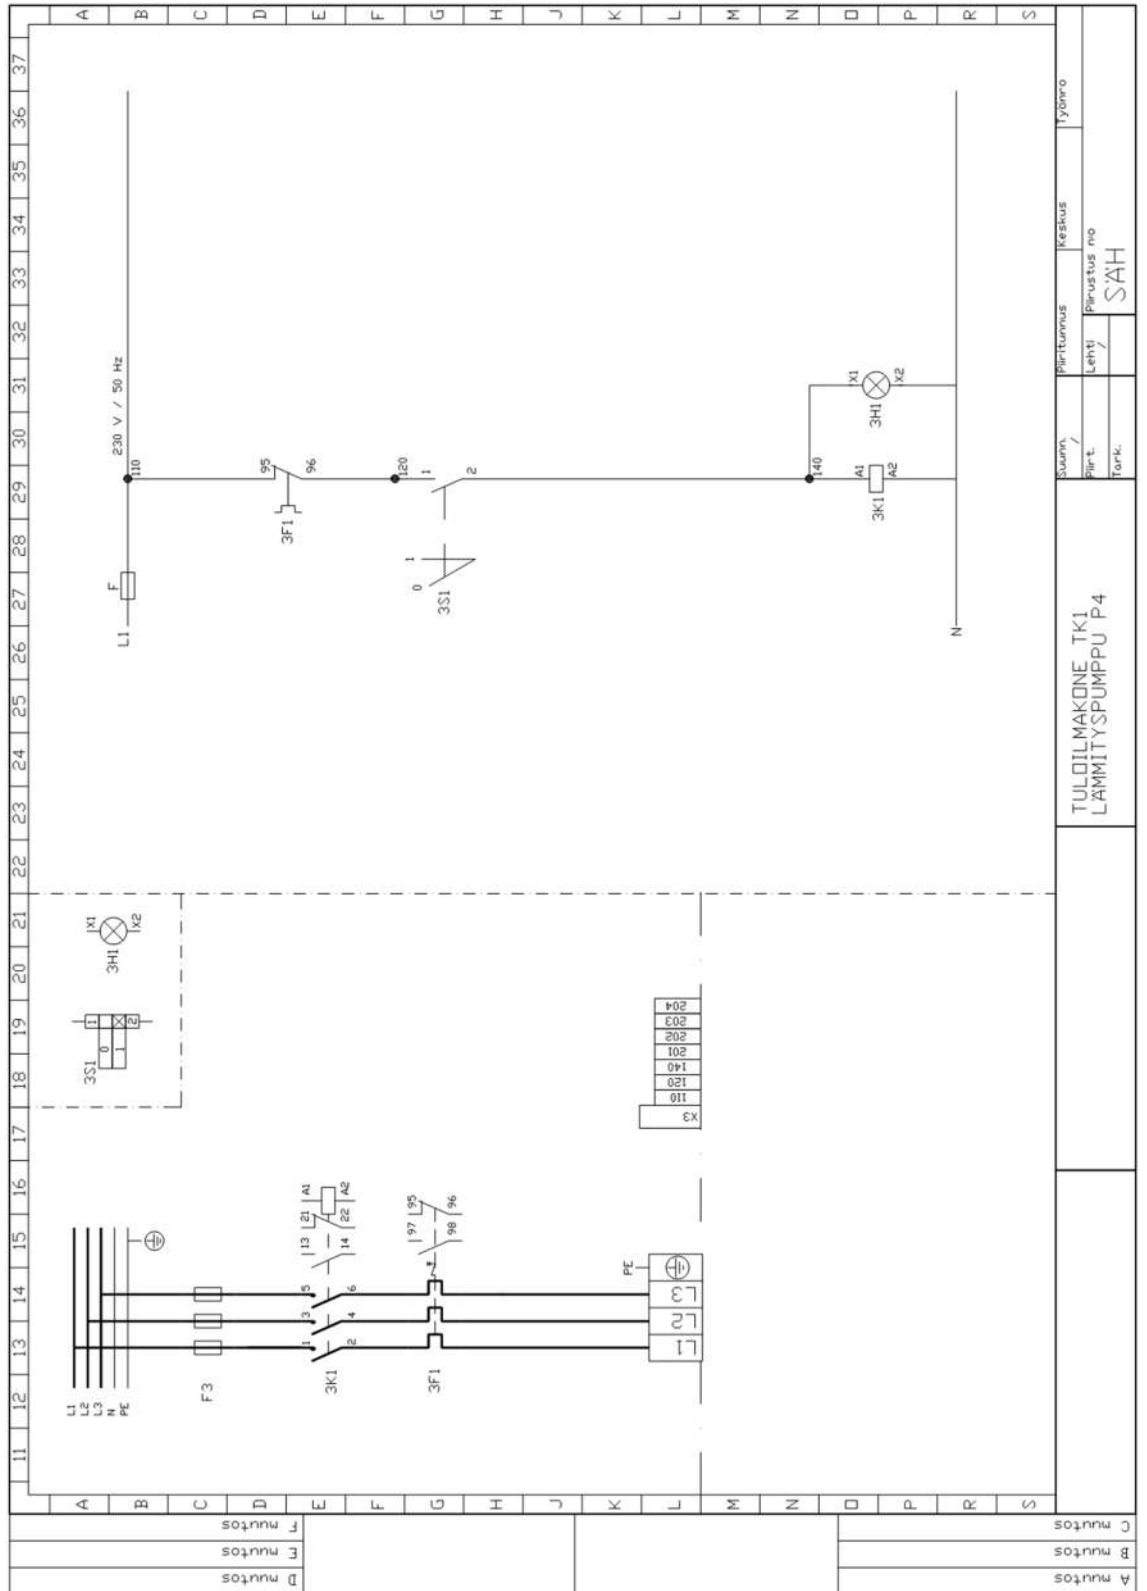 11 12 13 14 15 16 17 18 19 20 21 22 23 24 25 26 27 28 29 30 31 32 33 34 35 36 37
A A
B B
C C
D D
E E
F F
G G
H H
J J
K K
L L
M M
N N
O O
P P
R R
S S
L1
L2
L3
N
PE
F3
3K1
1 3 5 13 21 A1
2 4 6 14 22 A2
3F1
97 95
98 96
PE
L1 L2 L3
3S1
0
1
1
2
3H1
X1
X2
X3 110 120 140 201 202 203 204
L1
F
230 V / 50 Hz
110
3F1
95
96
120
3S1
0 1
1
2
140
3K1
A1
A2
3H1
X1
X2
N
TULOILMAKONE TK1
LÄMMITYSPUMPPU P4
Suunn. /
Piirt.
Tark.
Piiritunnus
Keskus
Työnro
Lehti /
Piirustus n:o
SÄH
A muutos
B muutos
C muutos
D muutos
E muutos
F muutos